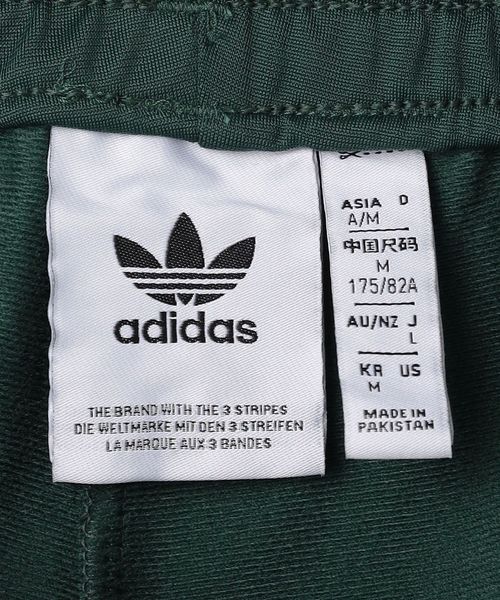 adidas
THE BRAND WITH THE 3 STRIPES
DIE WELTMARKE MIT DEN 3 STREIFEN
LA MARQUE AUX 3 BANDES
ASIA D
A/M
中国尺码
M
175/82A
AU/NZ J
L
KR US
M
MADE IN
PAKISTAN